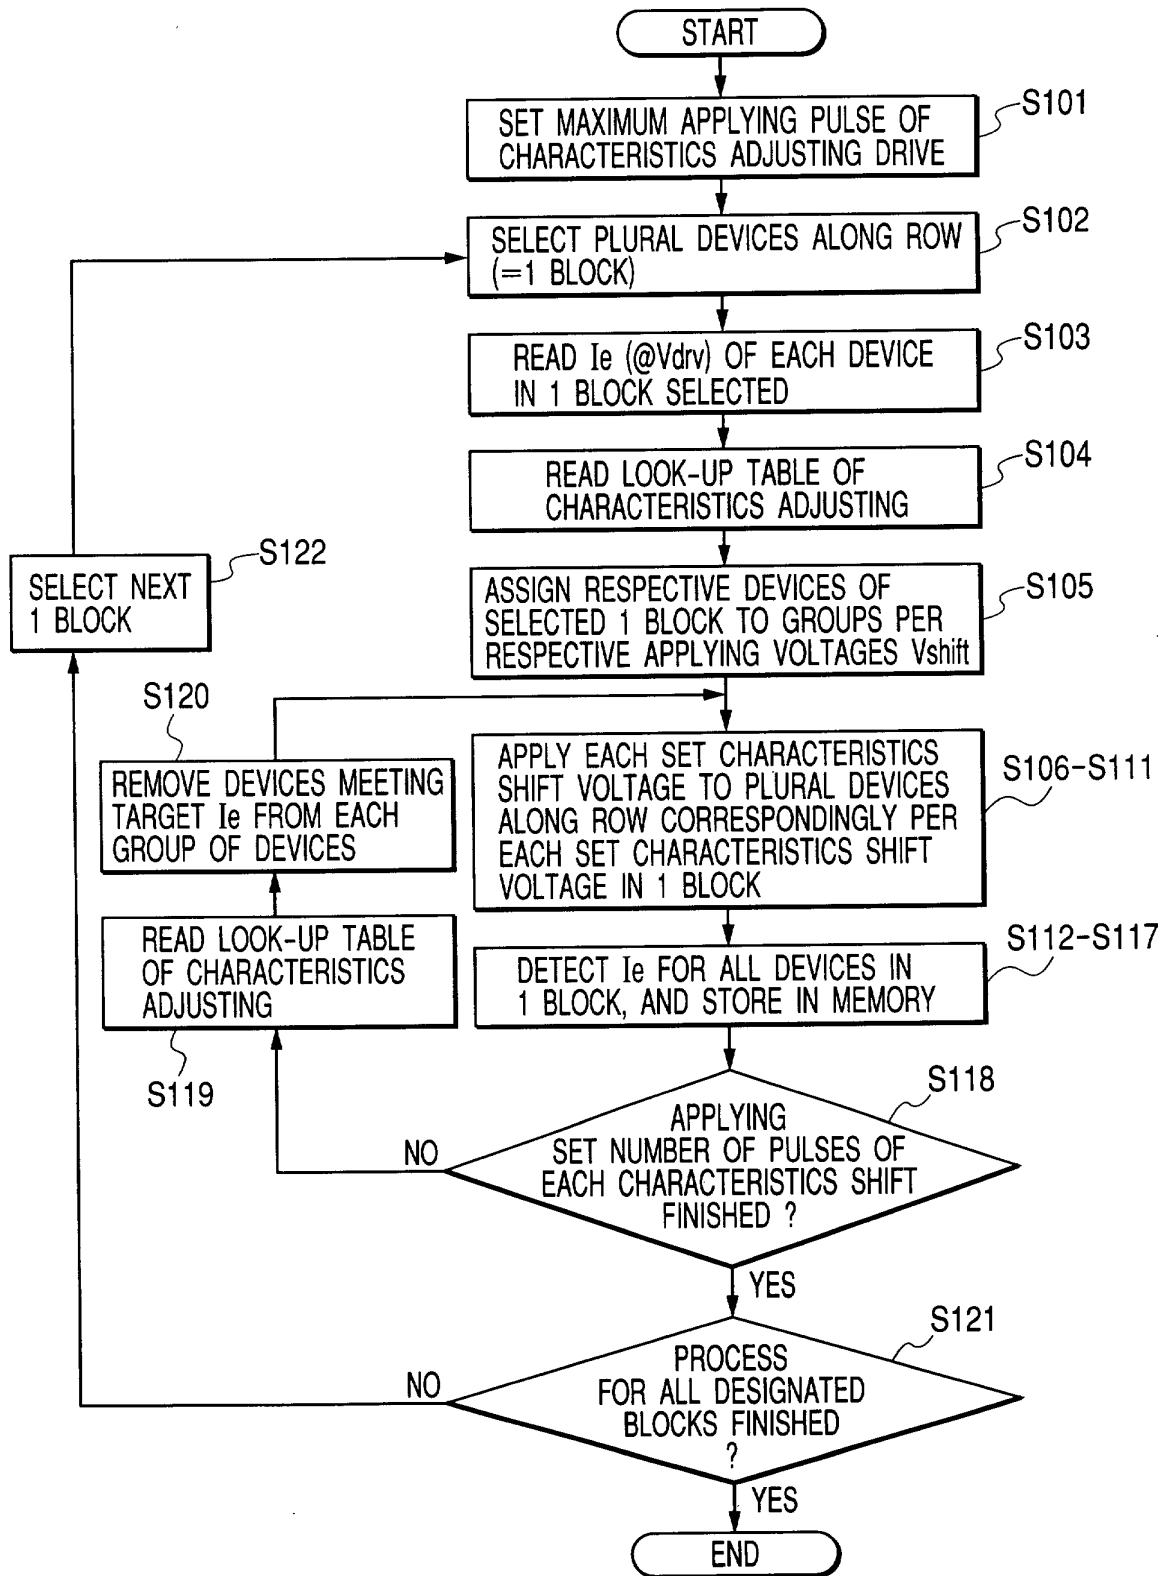 START
SET MAXIMUM APPLYING PULSE OF
CHARACTERISTICS ADJUSTING DRIVE
S101
SELECT PLURAL DEVICES ALONG ROW
(=1 BLOCK)
S102
READ Ie (@Vdrv) OF EACH DEVICE
IN 1 BLOCK SELECTED
S103
READ LOOK-UP TABLE OF
CHARACTERISTICS ADJUSTING
S104
SELECT NEXT
1 BLOCK
S122
ASSIGN RESPECTIVE DEVICES OF
SELECTED 1 BLOCK TO GROUPS PER
RESPECTIVE APPLYING VOLTAGES Vshift
S105
S120
REMOVE DEVICES MEETING
TARGET Ie FROM EACH
GROUP OF DEVICES
APPLY EACH SET CHARACTERISTICS
SHIFT VOLTAGE TO PLURAL DEVICES
ALONG ROW CORRESPONDINGLY PER
EACH SET CHARACTERISTICS SHIFT
VOLTAGE IN 1 BLOCK
S106-S111
READ LOOK-UP TABLE
OF CHARACTERISTICS
ADJUSTING
S119
DETECT Ie FOR ALL DEVICES IN
1 BLOCK, AND STORE IN MEMORY
S112-S117
APPLYING
SET NUMBER OF PULSES OF
EACH CHARACTERISTICS SHIFT
FINISHED ?
S118
NO
YES
PROCESS
FOR ALL DESIGNATED
BLOCKS FINISHED
?
S121
NO
YES
END